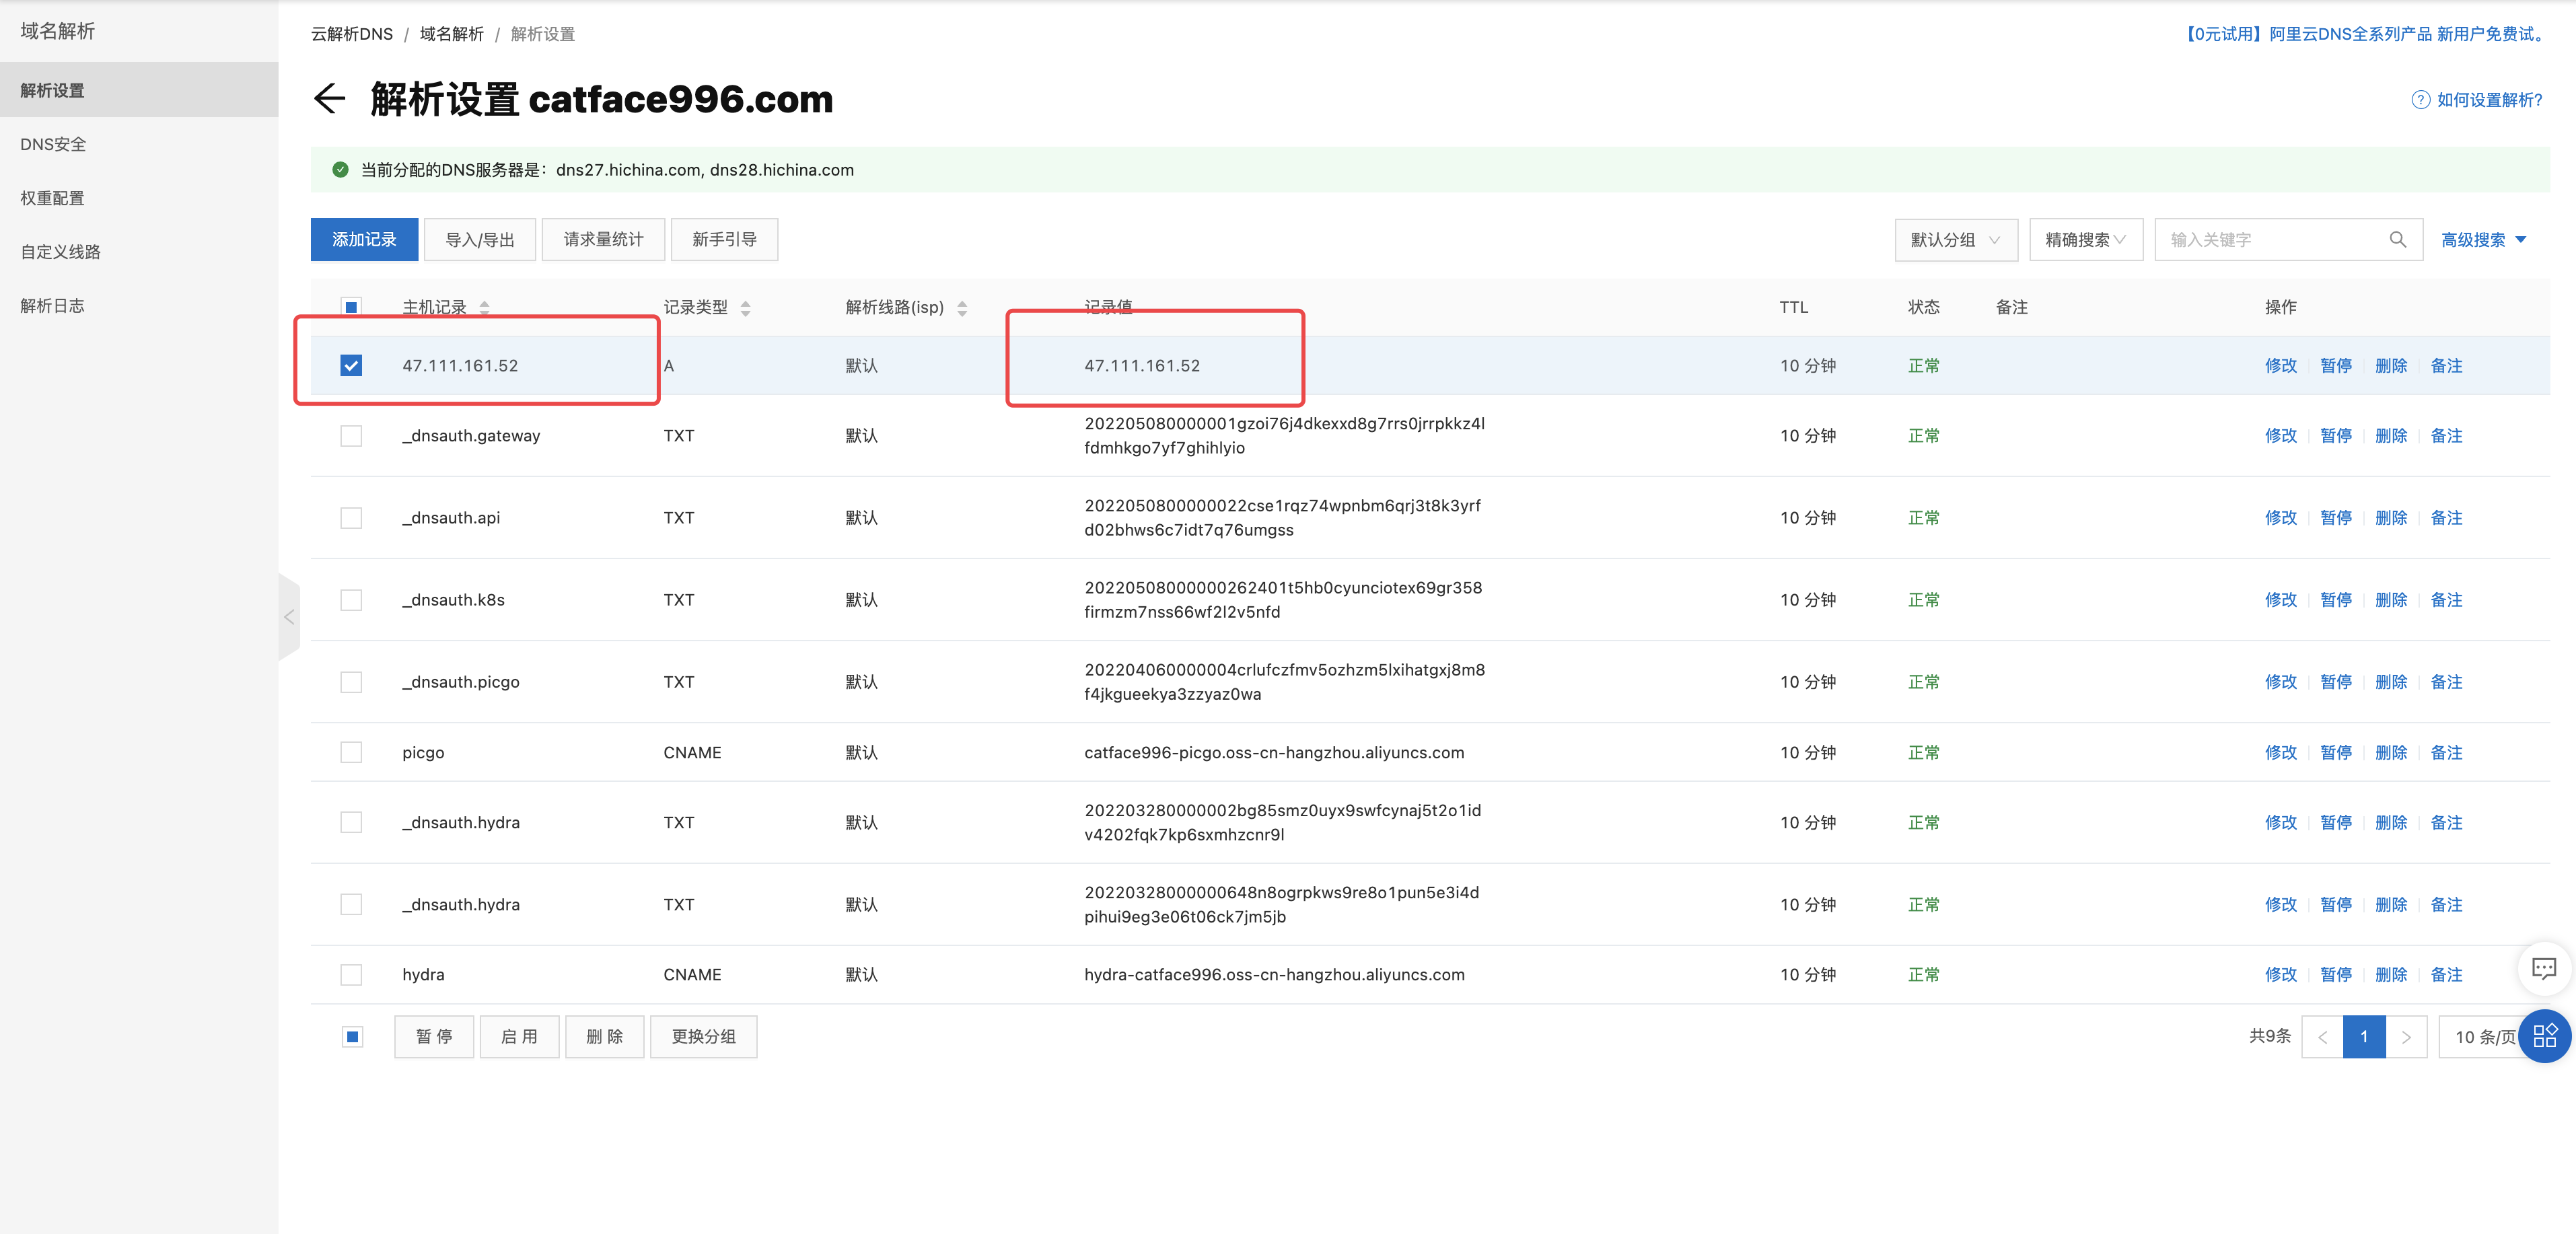 域名解析
解析设置
DNS安全
权重配置
自定义线路
解析日志
云解析DNS / 域名解析 / 解析设置
【0元试用】阿里云DNS全系列产品 新用户免费试。
解析设置 catface996.com
如何设置解析?
当前分配的DNS服务器是：dns27.hichina.com, dns28.hichina.com
添加记录 导入/导出 请求量统计 新手引导 默认分组 精确搜索 输入关键字 高级搜索
主机记录 记录类型 解析线路(isp) 记录值 TTL 状态 备注 操作
47.111.161.52 A 默认 47.111.161.52 10 分钟 正常 修改 暂停 删除 备注
_dnsauth.gateway TXT 默认 202205080000001gzoi76j4dkexxd8g7rrs0jrrpkkz4l 10 分钟 正常 修改 暂停 删除 备注
fdmhkgo7yf7ghihlyio
_dnsauth.api TXT 默认 2022050800000022cse1rqz74wpnbm6qrj3t8k3yrf 10 分钟 正常 修改 暂停 删除 备注
d02bhws6c7idt7q76umgss
_dnsauth.k8s TXT 默认 20220508000000262401t5hb0cyunciotex69gr358 10 分钟 正常 修改 暂停 删除 备注
firmzm7nss66wf2l2v5nfd
_dnsauth.picgo TXT 默认 202204060000004crlufczfmv5ozhzm5lxihatgxj8m8 10 分钟 正常 修改 暂停 删除 备注
f4jkgueekya3zzyaz0wa
picgo CNAME 默认 catface996-picgo.oss-cn-hangzhou.aliyuncs.com 10 分钟 正常 修改 暂停 删除 备注
_dnsauth.hydra TXT 默认 202203280000002bg85smz0uyx9swfcynaj5t2o1id 10 分钟 正常 修改 暂停 删除 备注
v4202fqk7kp6sxmhzcnr9l
_dnsauth.hydra TXT 默认 20220328000000648n8ogrpkws9re8o1pun5e3i4d 10 分钟 正常 修改 暂停 删除 备注
pihui9eg3e06t06ck7jm5jb
hydra CNAME 默认 hydra-catface996.oss-cn-hangzhou.aliyuncs.com 10 分钟 正常 修改 暂停 删除 备注
暂 停 启 用 删 除 更换分组 共9条 < 1 > 10 条/页